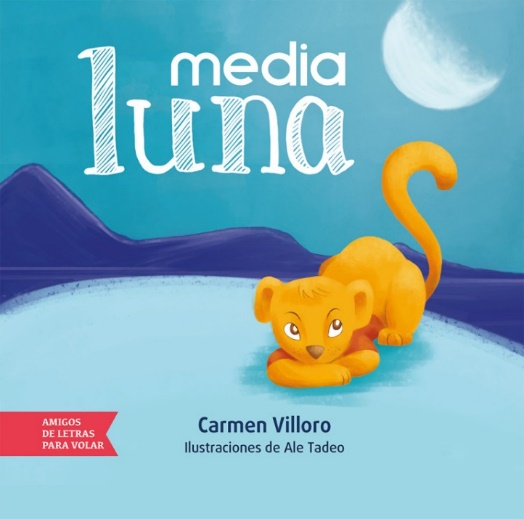 media
luna
AMIGOS
DE LETRAS
PARA VOLAR
Carmen Villoro
Ilustraciones de Ale Tadeo